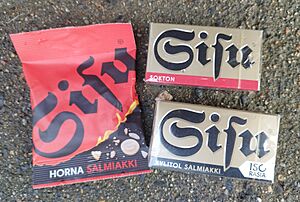 Sisu
HORNA SALMIAKKI
Sisu
SOKTON
Sisu
XYLITOL SALMIAKKI
ISO
RASIA